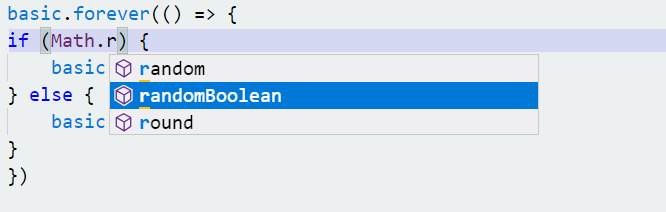 basic.forever(() => {
if (Math.r) {
basic
random
} else {
randomBoolean
basic
round
}
})